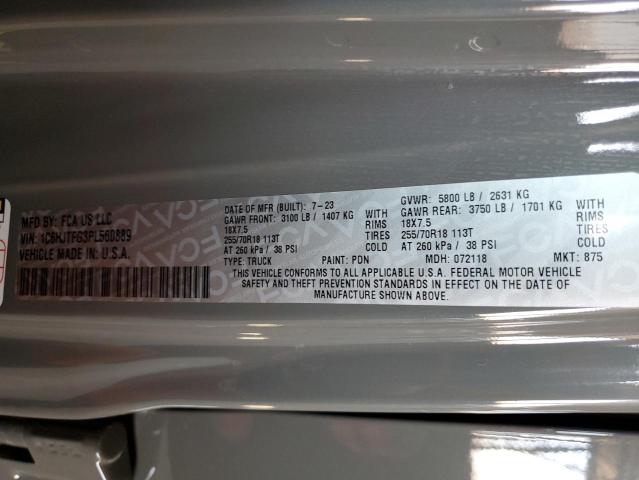 MFD BY: FCA US LLC
VIN: 1C6HJTFG3PL560889
VEHICLE MADE IN: U.S.A.
DATE OF MFR (BUILT): 7-23
GAWR FRONT: 3100 LB / 1407 KG WITH
18X7.5 RIMS
255/70R18 113T TIRES
AT 260 kPa / 38 PSI COLD
GVWR: 5800 LB / 2631 KG
GAWR REAR: 3750 LB / 1701 KG WITH
18X7.5 RIMS
255/70R18 113T TIRES
AT 260 kPa / 38 PSI COLD
TYPE: TRUCK PAINT: PDN MDH: 072118 MKT: 875
THIS VEHICLE CONFORMS TO ALL APPLICABLE U.S.A. FEDERAL MOTOR VEHICLE
SAFETY AND THEFT PREVENTION STANDARDS IN EFFECT ON THE DATE OF
MANUFACTURE SHOWN ABOVE.